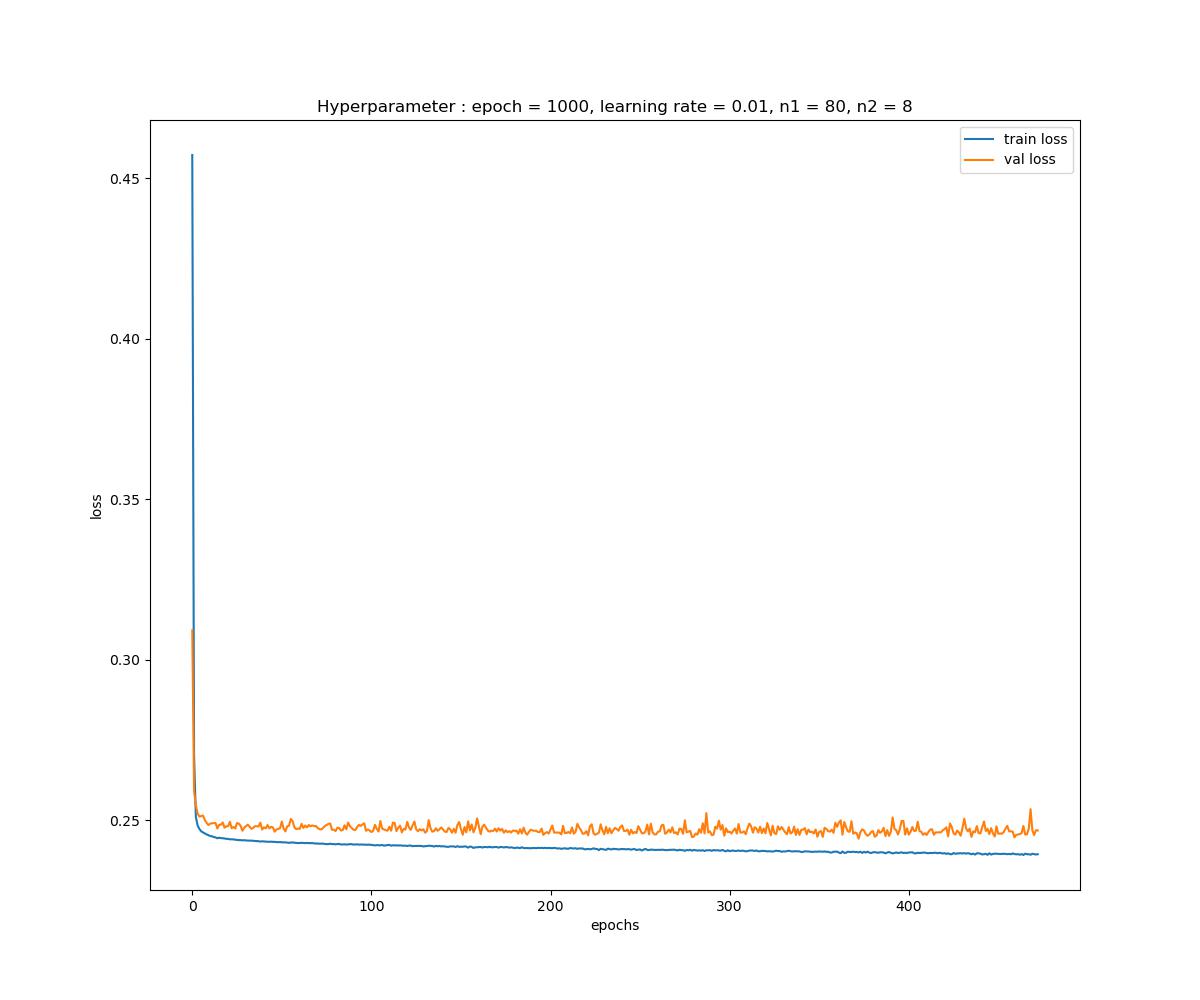 Hyperparameter : epoch = 1000, learning rate = 0.01, n1 = 80, n2 = 8
train loss
val loss
0.45
0.40
0.35
0.30
0.25
loss
0 100 200 300 400
epochs